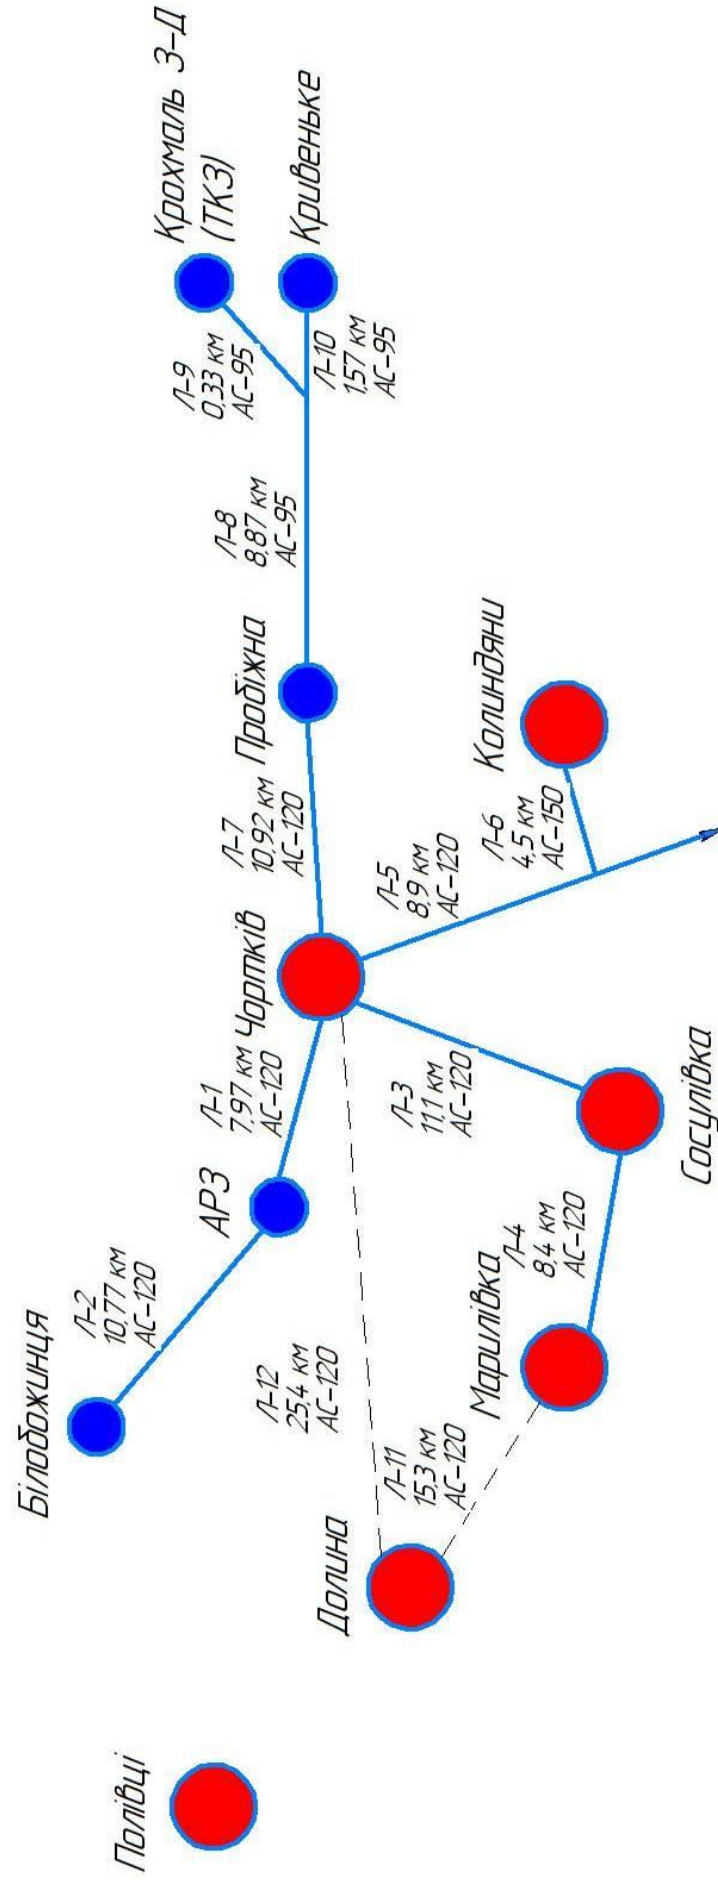 Полівці
Білобожинця
Л-2
10,77 км
АС-120
Долина
Л-12
25,4 км
АС-120
АРЗ
Л-1
7,97 км
АС-120
Чортків
Л-11
15,3 км
АС-120
Марилівка
Л-4
8,4 км
АС-120
Сосулівка
Л-3
11,1 км
АС-120
Л-5
8,9 км
АС-120
Л-6
4,5 км
АС-150
Колиндяни
Л-7
10,92 км
АС-120
Пробіжна
Л-8
8,87 км
АС-95
Л-9
0,33 км
АС-95
Крохмаль З-Д
(ТКЗ)
Л-10
1,57 км
АС-95
Кривеньке